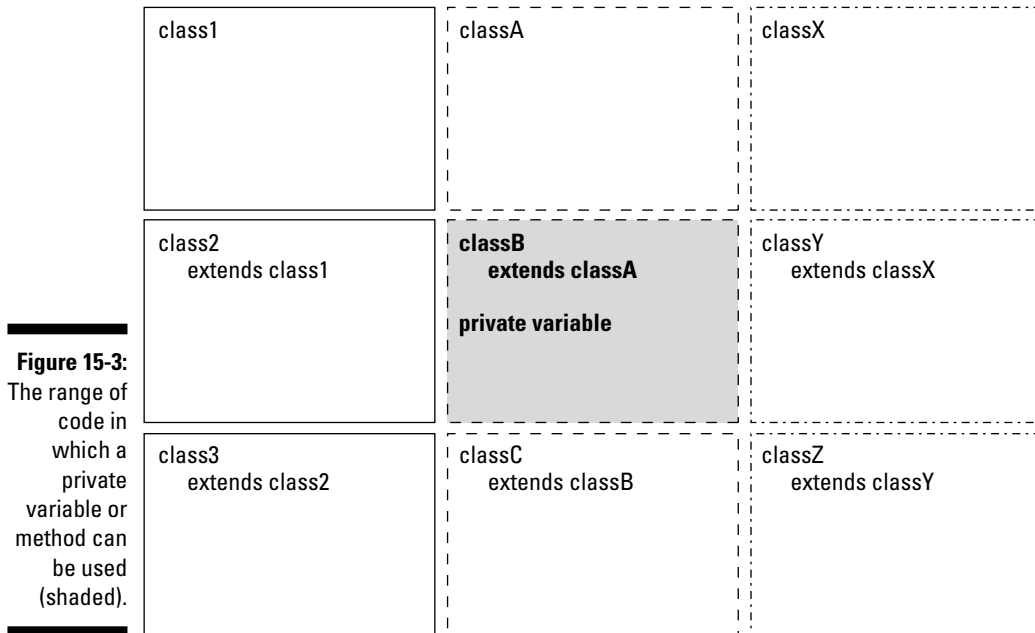 class1
classA
classX
class2
extends class1
classB
extends classA
private variable
classY
extends classX
class3
extends class2
classC
extends classB
classZ
extends classY
Figure 15-3:
The range of
code in
which a
private
variable or
method can
be used
(shaded).